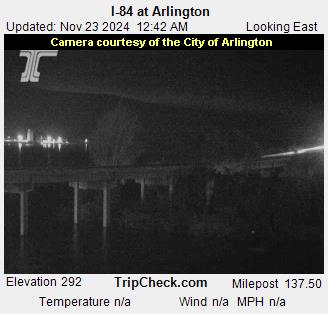 I-84 at Arlington
Updated: Nov 23 2024 12:42 AM Looking East
Camera courtesy of the City of Arlington
Elevation 292 TripCheck.com Milepost 137.50
Temperature n/a Wind n/a MPH n/a